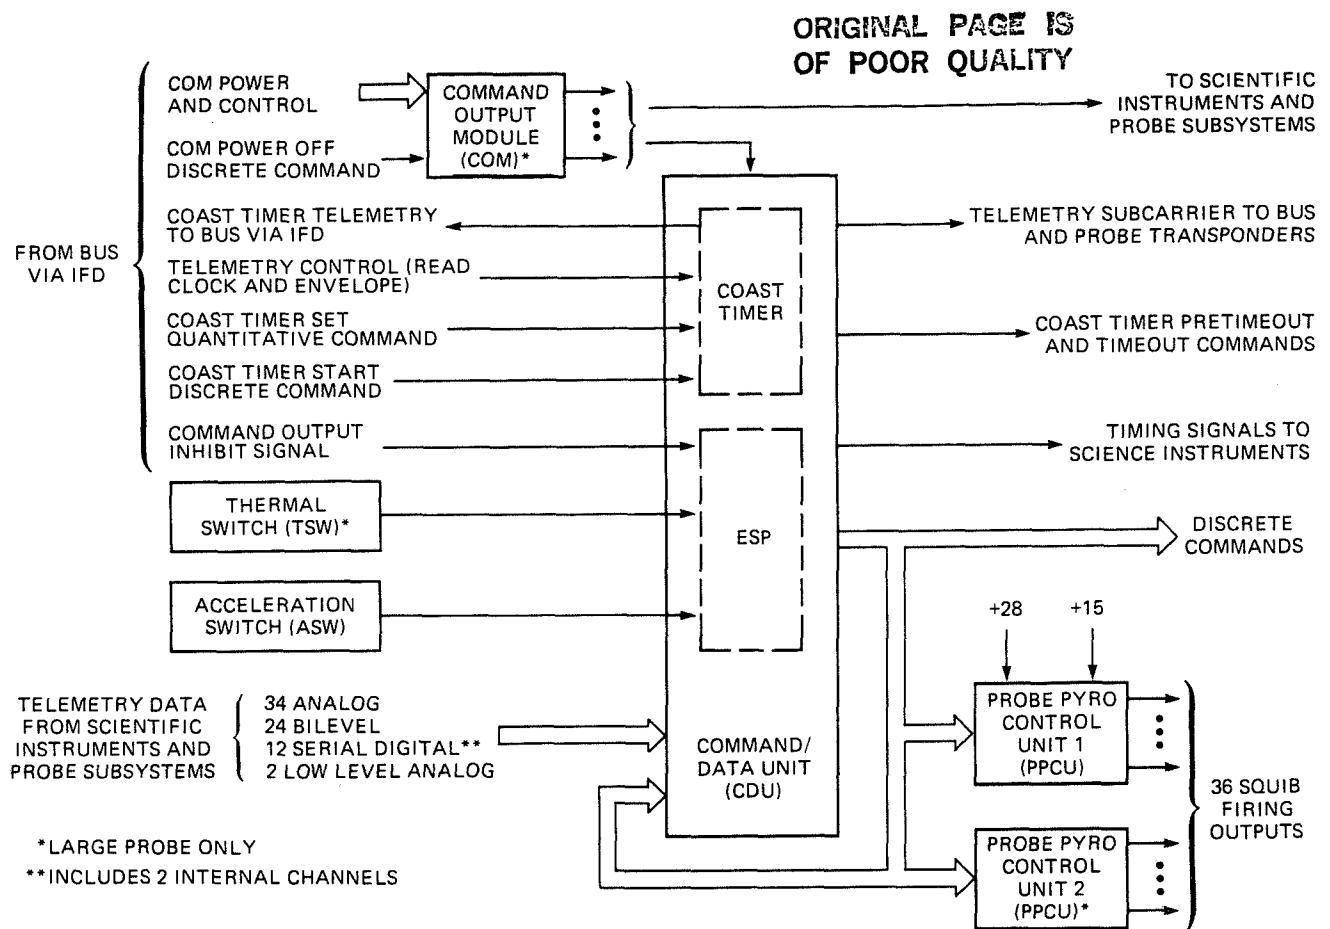 ORIGINAL PAGE IS
OF POOR QUALITY
COM POWER
AND CONTROL
COMMAND
OUTPUT
MODULE
(COM)*
TO SCIENTIFIC
INSTRUMENTS AND
PROBE SUBSYSTEMS
COM POWER OFF
DISCRETE COMMAND
FROM BUS
VIA IFD
COAST TIMER TELEMETRY
TO BUS VIA IFD
TELEMETRY CONTROL (READ
CLOCK AND ENVELOPE)
COAST TIMER SET
QUANTITATIVE COMMAND
COAST TIMER START
DISCRETE COMMAND
COMMAND OUTPUT
INHIBIT SIGNAL
COAST
TIMER
TELEMETRY SUBCARRIER TO BUS
AND PROBE TRANSPONDERS
COAST TIMER PRETIMEOUT
AND TIMEOUT COMMANDS
TIMING SIGNALS TO
SCIENCE INSTRUMENTS
THERMAL
SWITCH (TSW)*
ESP
DISCRETE
COMMANDS
ACCELERATION
SWITCH (ASW)
+28
+15
TELEMETRY DATA
FROM SCIENTIFIC
INSTRUMENTS AND
PROBE SUBSYSTEMS
34 ANALOG
24 BILEVEL
12 SERIAL DIGITAL**
2 LOW LEVEL ANALOG
COMMAND/
DATA UNIT
(CDU)
PROBE PYRO
CONTROL
UNIT 1
(PPCU)
36 SQUIB
FIRING
OUTPUTS
PROBE PYRO
CONTROL
UNIT 2
(PPCU)*
*LARGE PROBE ONLY
**INCLUDES 2 INTERNAL CHANNELS